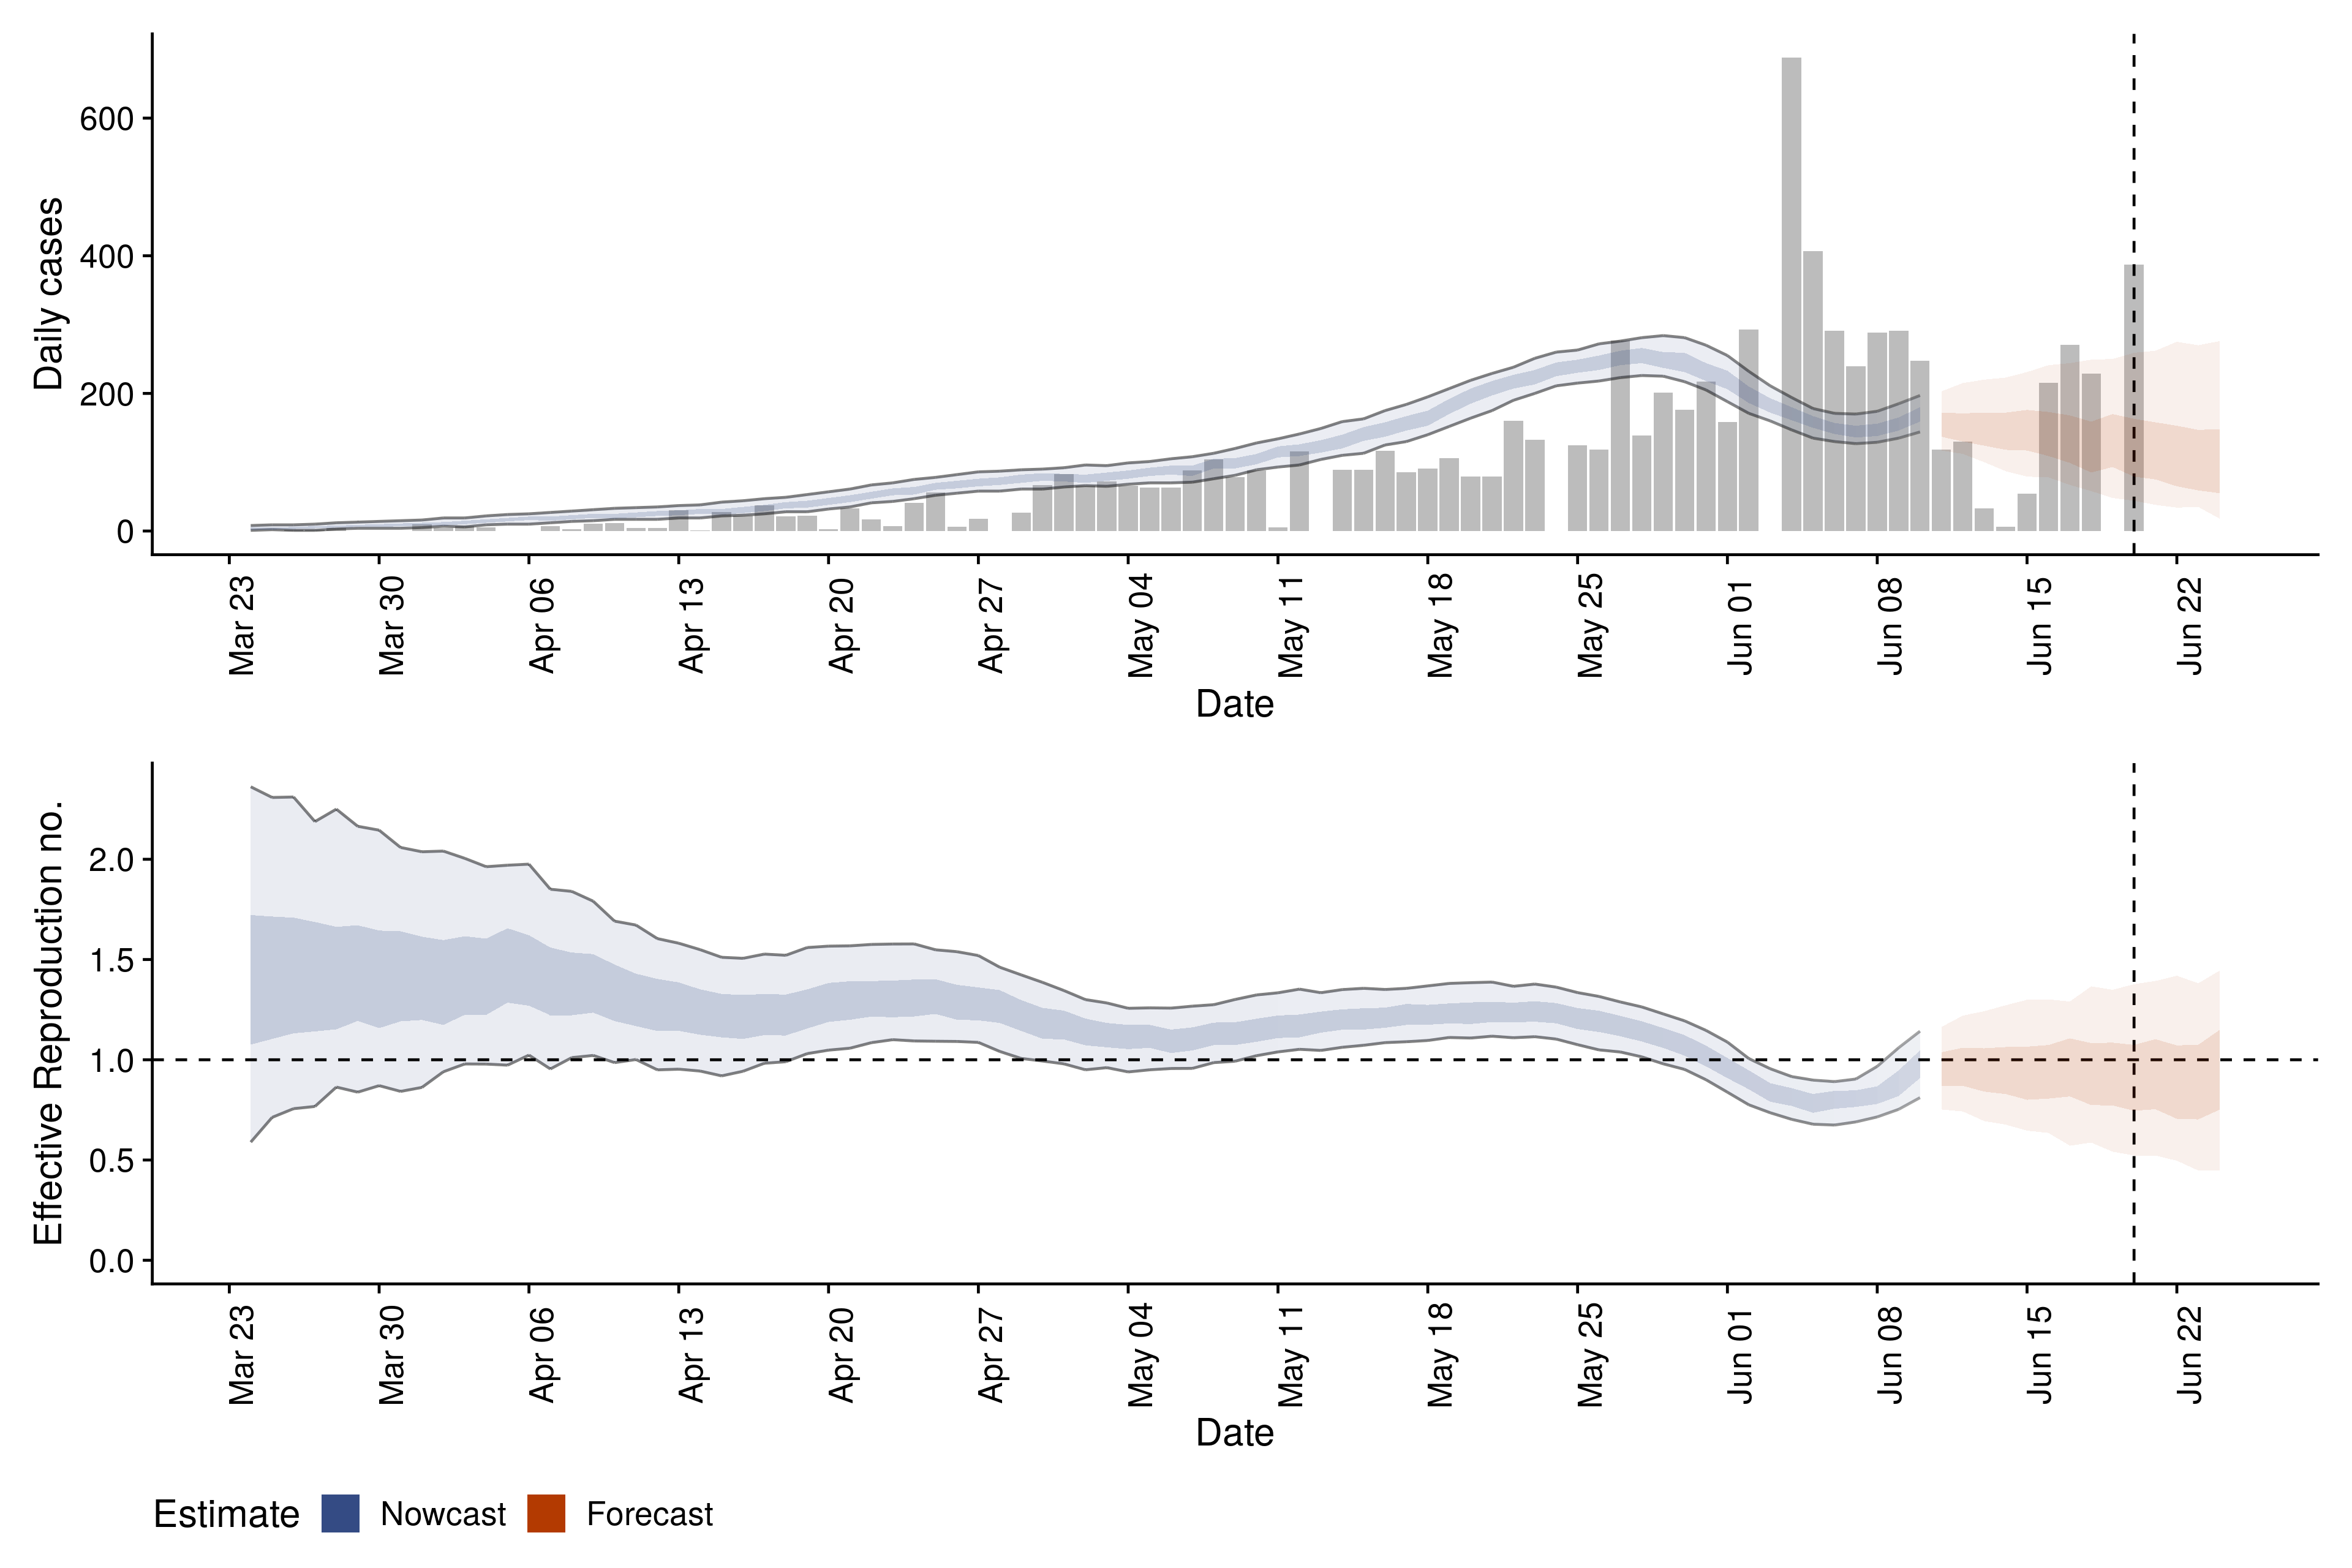 Daily cases
600
400
200
0
Mar 23
Mar 30
Apr 06
Apr 13
Apr 20
Apr 27
May 04
May 11
May 18
May 25
Jun 01
Jun 08
Jun 15
Jun 22
Date
Effective Reproduction no.
2.0
1.5
1.0
0.5
0.0
Mar 23
Mar 30
Apr 06
Apr 13
Apr 20
Apr 27
May 04
May 11
May 18
May 25
Jun 01
Jun 08
Jun 15
Jun 22
Date
Estimate Nowcast Forecast